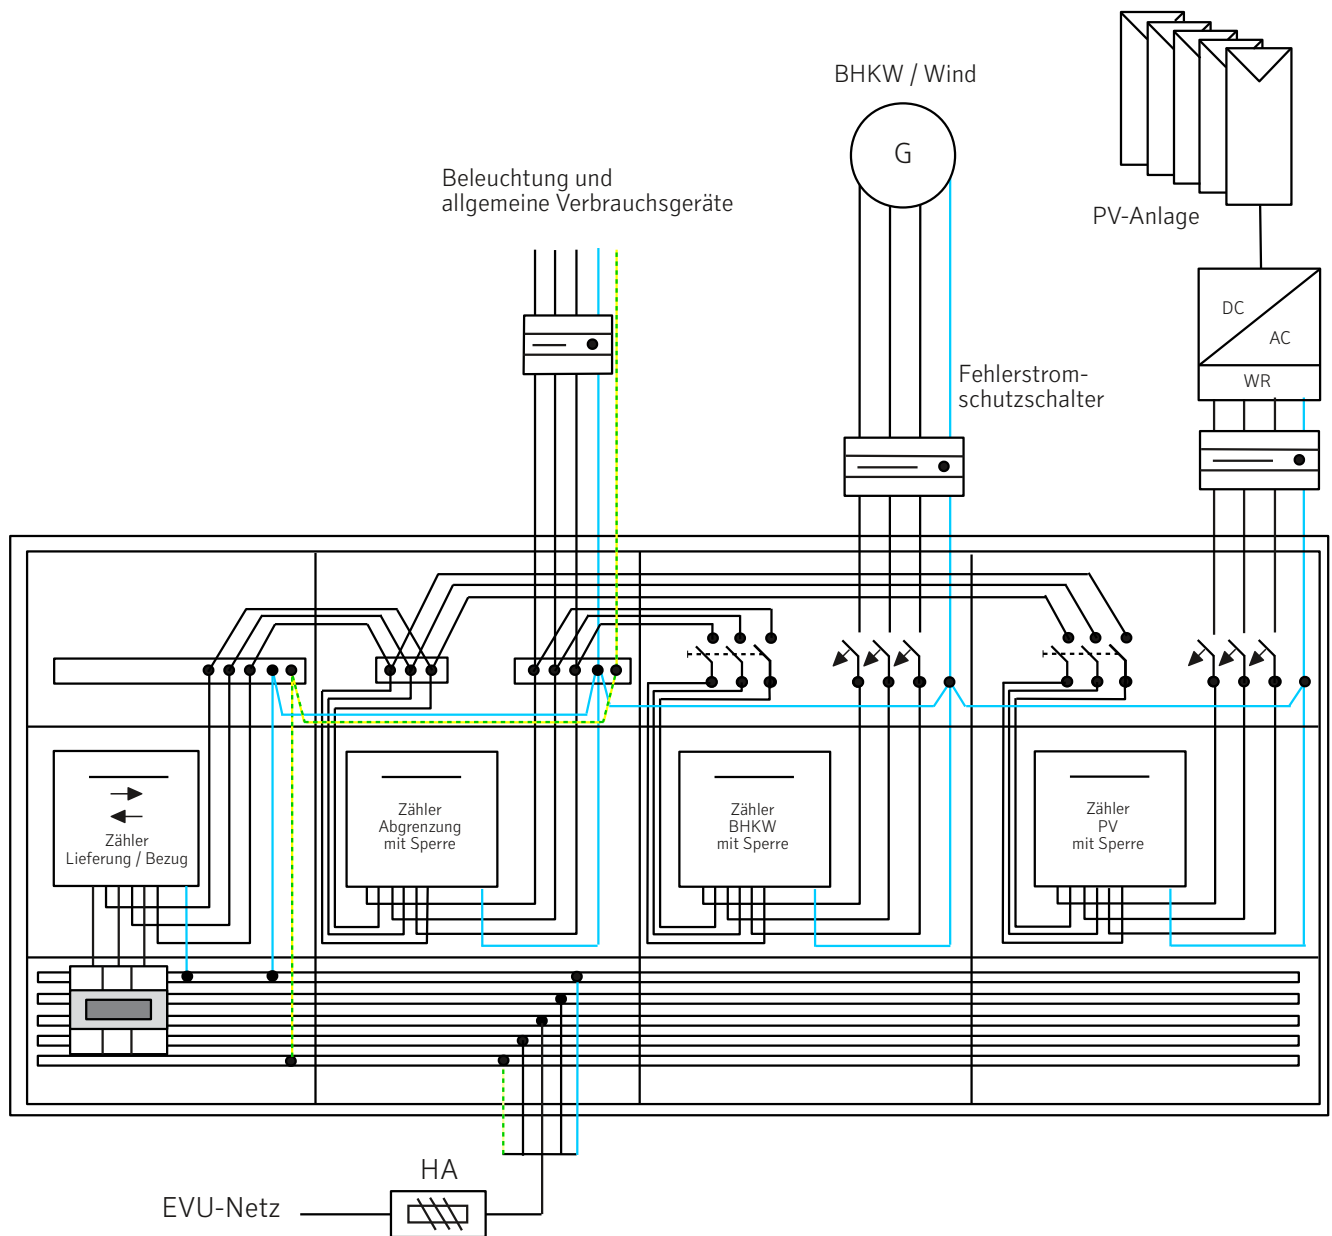 BHKW / Wind
G
Beleuchtung und
allgemeine Verbrauchsgeräte
PV-Anlage
DC
AC
WR
Fehlerstrom-
schutzschalter
Zähler
Lieferung / Bezug
Zähler
Abgrenzung
mit Sperre
Zähler
BHKW
mit Sperre
Zähler
PV
mit Sperre
HA
EVU-Netz